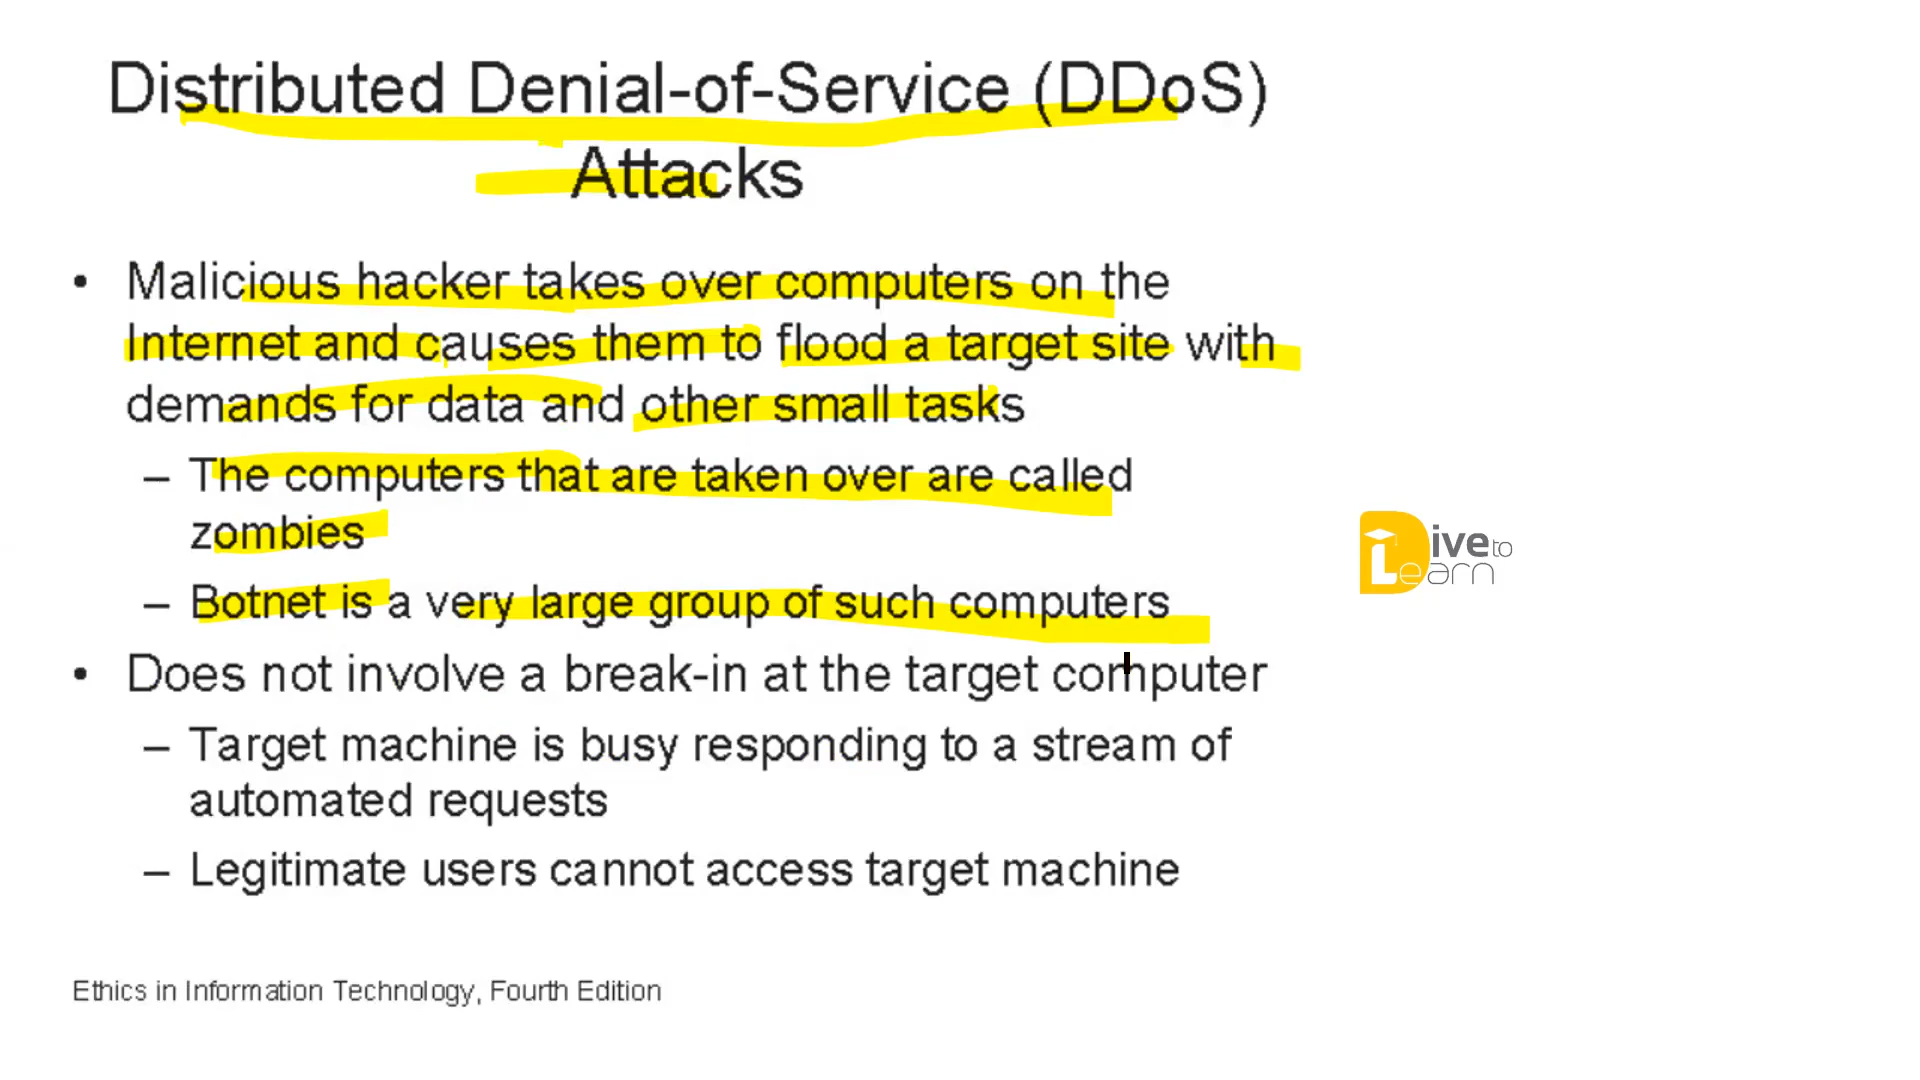 Distributed Denial-of-Service (DDoS)
Attacks
• Malicious hacker takes over computers on the
Internet and causes them to flood a target site with
demands for data and other small tasks
– The computers that are taken over are called
zombies
– Botnet is a very large group of such computers
• Does not involve a break-in at the target computer
– Target machine is busy responding to a stream of
automated requests
– Legitimate users cannot access target machine
Dive to
Learn
Ethics in Information Technology, Fourth Edition